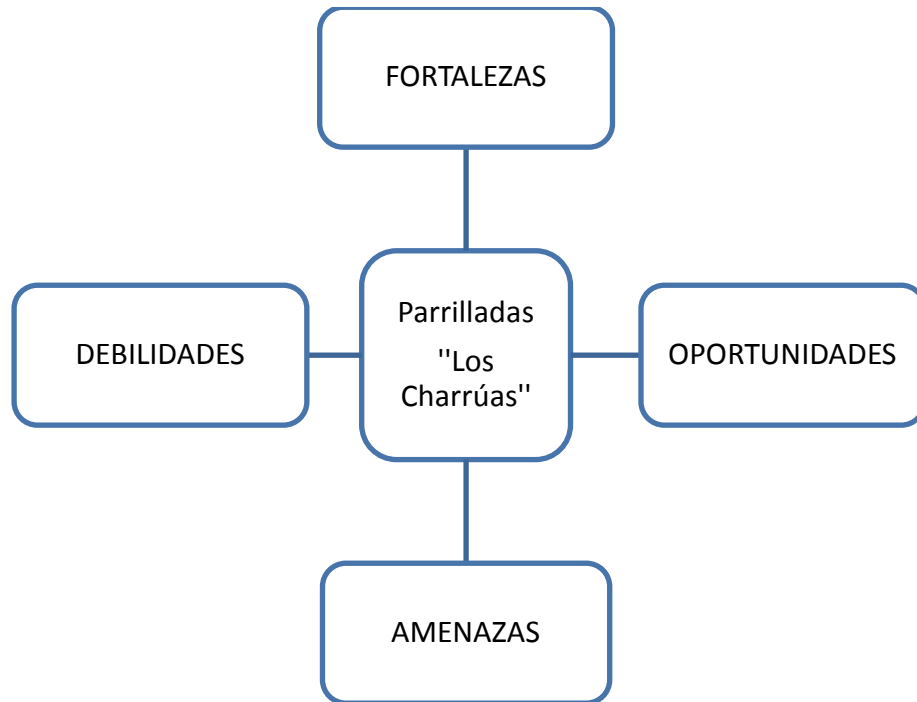 FORTALEZAS
DEBILIDADES
Parrilladas
''Los
Charrúas''
OPORTUNIDADES
AMENAZAS